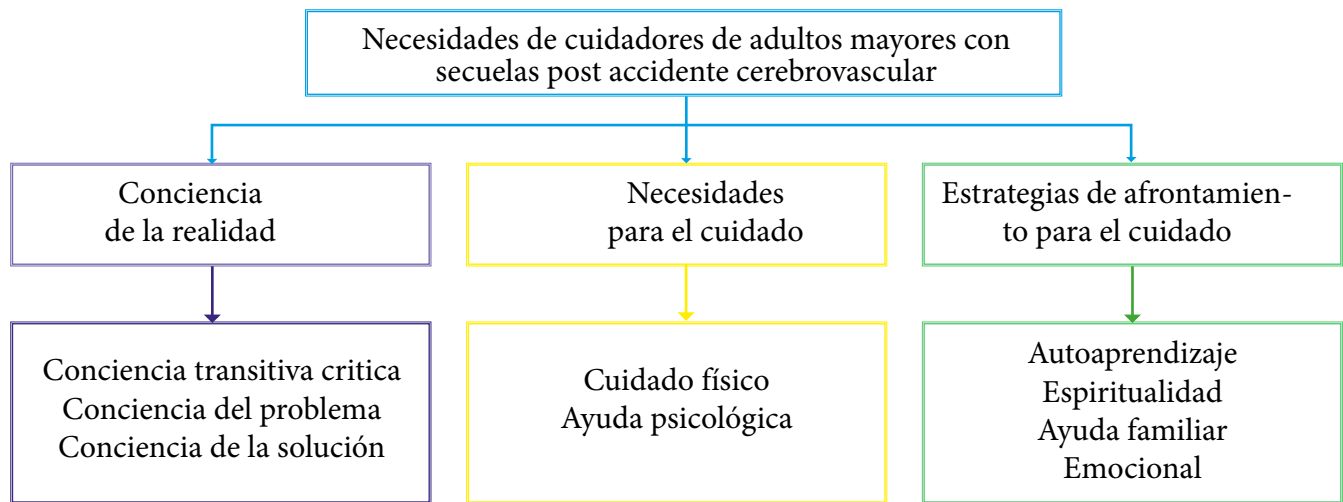 Necesidades de cuidadores de adultos mayores con
secuelas post accidente cerebrovascular
Conciencia
de la realidad
Necesidades
para el cuidado
Estrategias de afrontamien-
to para el cuidado
Conciencia transitiva critica
Conciencia del problema
Conciencia de la solución
Cuidado físico
Ayuda psicológica
Autoaprendizaje
Espiritualidad
Ayuda familiar
Emocional